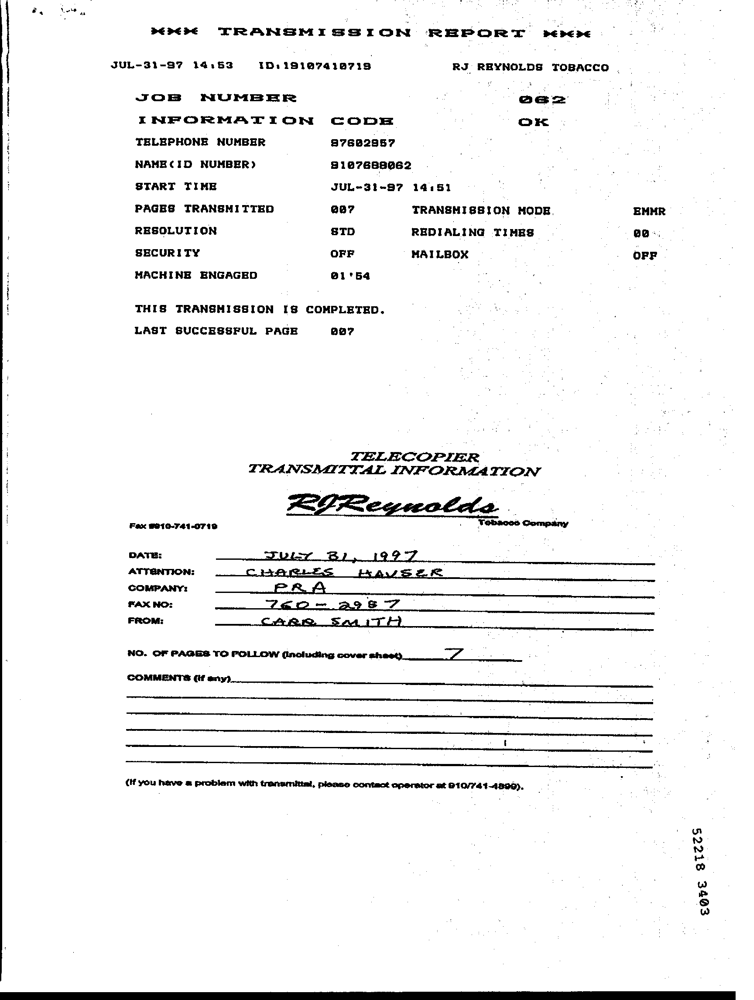 *** TRANSMISSION REPORT ***
JUL-31-97 14:53 ID:19107410719 RJ REYNOLDS TOBACCO
JOB NUMBER 062
INFORMATION CODE OK
TELEPHONE NUMBER 97602957
NAME(ID NUMBER) 9107689062
START TIME JUL-31-97 14:51
PAGES TRANSMITTED 007 TRANSMISSION MODE EMMR
RESOLUTION STD REDIALING TIMES 00
SECURITY OFF MAILBOX OFF
MACHINE ENGAGED 01'54
THIS TRANSMISSION IS COMPLETED.
LAST SUCCESSFUL PAGE 007
TELECOPIER
TRANSMITTAL INFORMATION
RJReynolds
Tobacco Company
Fax #910-741-0719
DATE: JULY 31, 1997
ATTENTION: CHARLES HAUSER
COMPANY: PRA
FAX NO: 760-2987
FROM: CARR SMITH
NO. OF PAGES TO FOLLOW (Including cover sheet) 7
COMMENTS (if any)
(If you have a problem with transmittal, please contact operator at 910/741-4899).
52218 3403